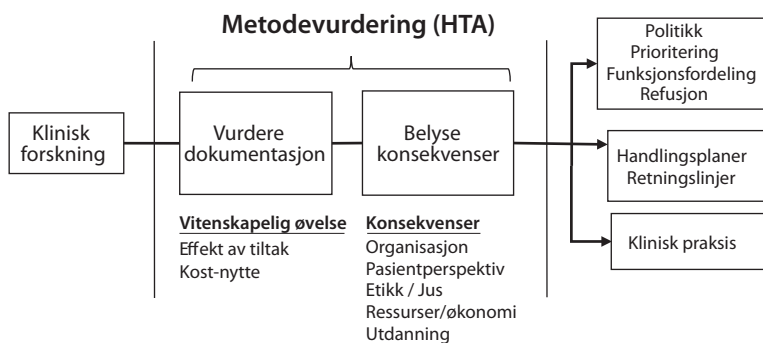 Metodevurdering (HTA)
Klinisk
forskning
Vurdere
dokumentasjon
Belyse
konsekvenser
Vitenskapelig øvelse
Effekt av tiltak
Kost-nytte
Konsekvenser
Organisasjon
Pasientperspektiv
Etikk / Jus
Ressurser/økonomi
Utdanning
Politikk
Prioritering
Funksjonsfordeling
Refusjon
Handlingsplaner
Retningslinjer
Klinisk praksis